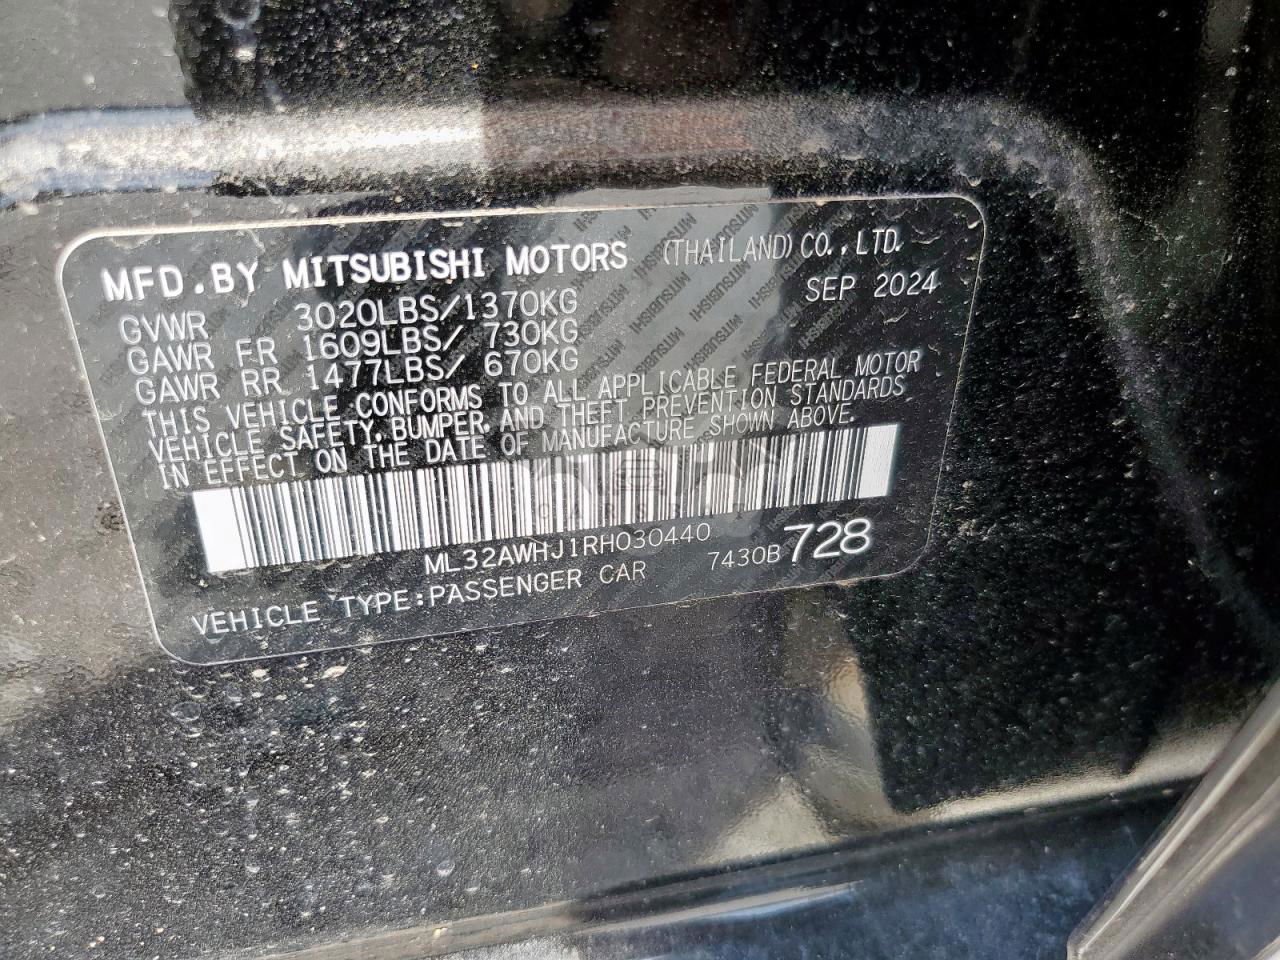 MFD.BY MITSUBISHI MOTORS (THAILAND)CO.,LTD.
SEP 2024
GVWR 3020LBS/1370KG
GAWR FR 1609LBS/ 730KG
GAWR RR 1477LBS/ 670KG
THIS VEHICLE CONFORMS TO ALL APPLICABLE FEDERAL MOTOR
VEHICLE SAFETY, BUMPER, AND THEFT PREVENTION STANDARDS
IN EFFECT ON THE DATE OF MANUFACTURE SHOWN ABOVE.
ML32AWHJ1RH030440
7430B 728
VEHICLE TYPE:PASSENGER CAR